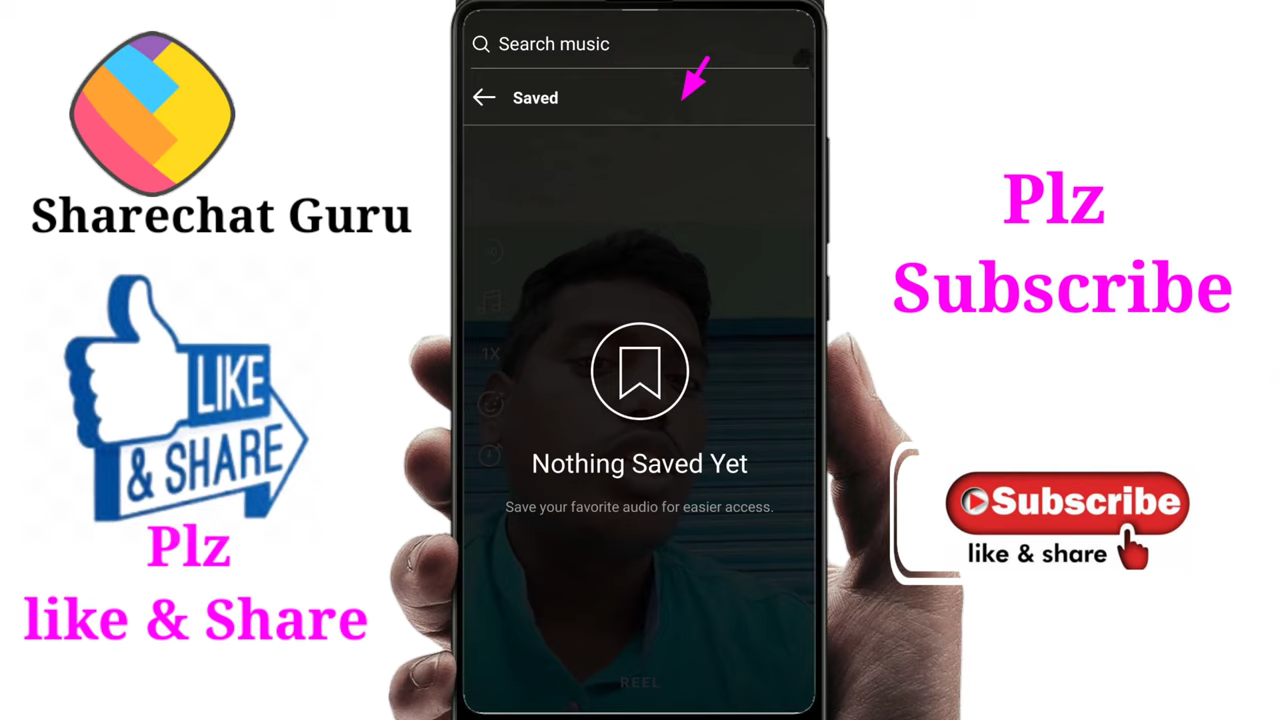 Sharechat Guru
LIKE
& SHARE
Plz
like & Share
Search music
Saved
1X
Nothing Saved Yet
Save your favorite audio for easier access.
REEL
Plz
Subscribe
Subscribe
like & share